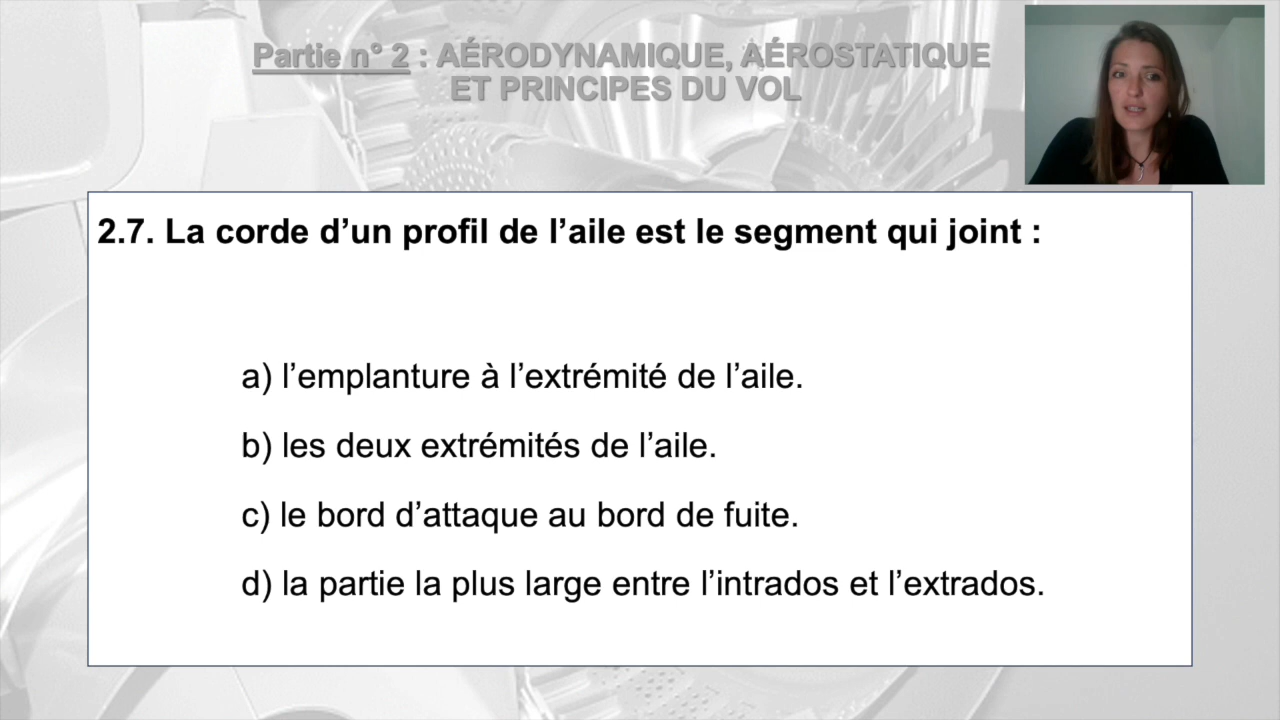 Partie n° 2 : AÉRODYNAMIQUE, AÉROSTATIQUE
ET PRINCIPES DU VOL
2.7. La corde d’un profil de l’aile est le segment qui joint :
a) l’emplanture à l’extrémité de l’aile.
b) les deux extrémités de l’aile.
c) le bord d’attaque au bord de fuite.
d) la partie la plus large entre l’intrados et l’extrados.